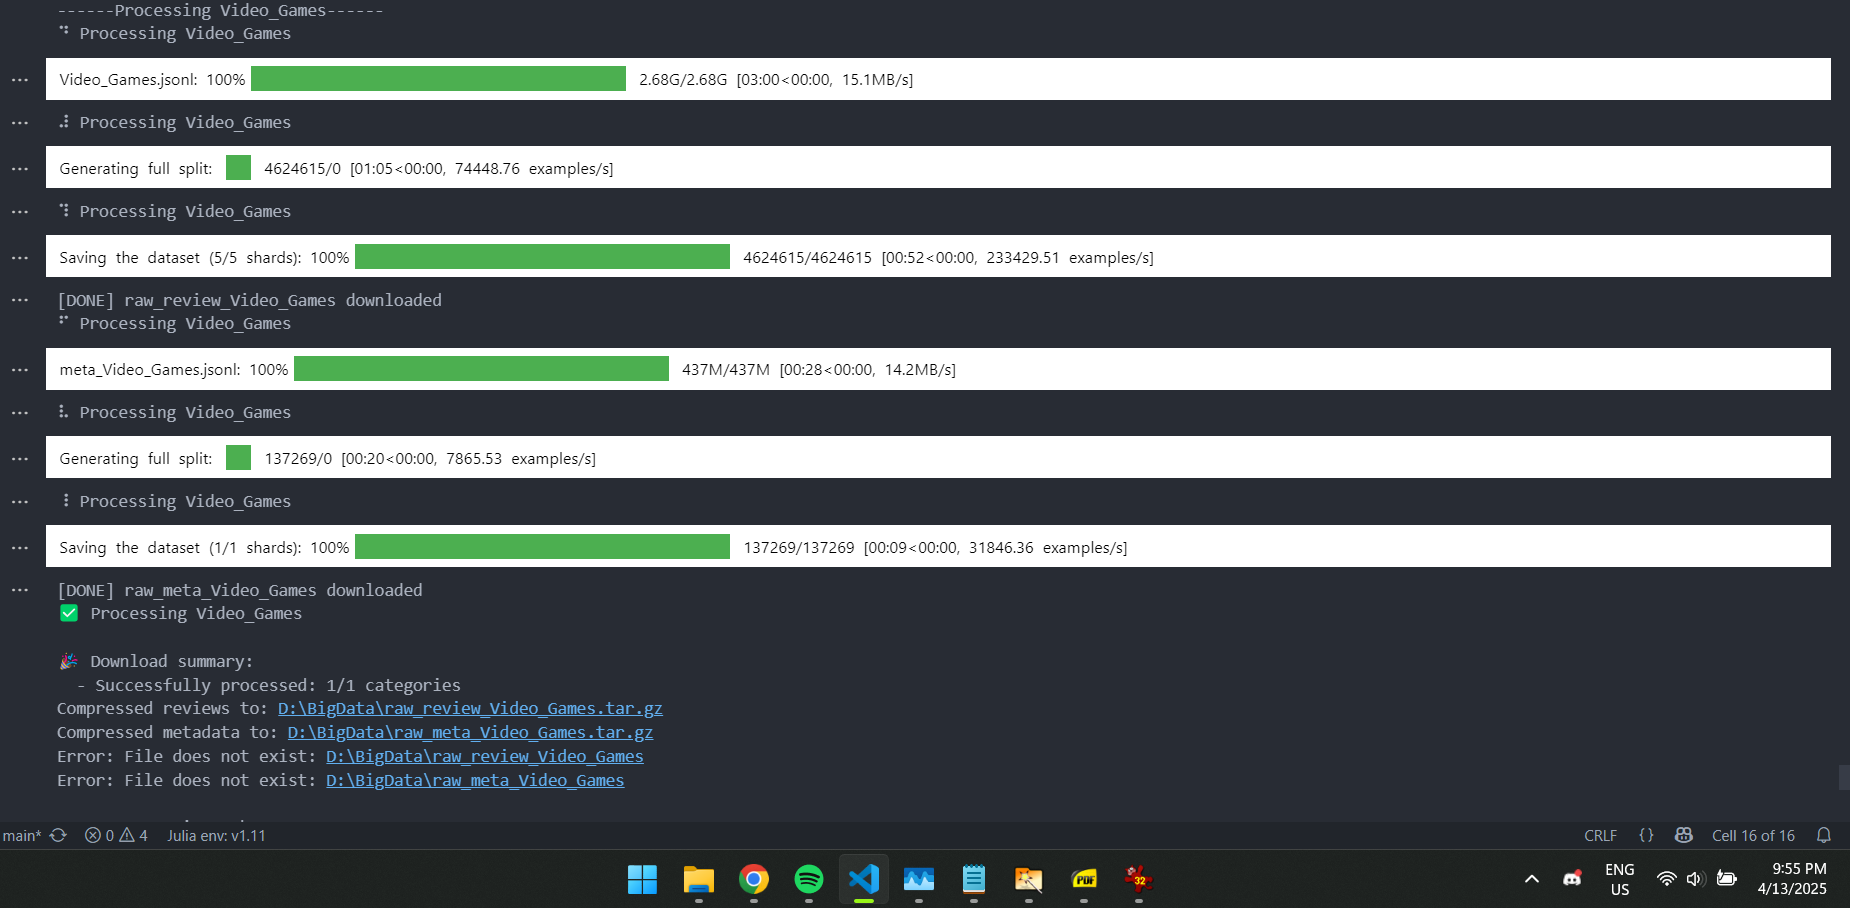 ------Processing Video_Games------
⠙ Processing Video_Games
... Video_Games.jsonl: 100% 2.68G/2.68G [03:00<00:00, 15.1MB/s]
... Processing Video_Games
... Generating full split: 4624615/0 [01:05<00:00, 74448.76 examples/s]
... Processing Video_Games
... Saving the dataset (5/5 shards): 100% 4624615/4624615 [00:52<00:00, 233429.51 examples/s]
... [DONE] raw_review_Video_Games downloaded
Processing Video_Games
... meta_Video_Games.jsonl: 100% 437M/437M [00:28<00:00, 14.2MB/s]
... Processing Video_Games
... Generating full split: 137269/0 [00:20<00:00, 7865.53 examples/s]
... Processing Video_Games
... Saving the dataset (1/1 shards): 100% 137269/137269 [00:09<00:00, 31846.36 examples/s]
... [DONE] raw_meta_Video_Games downloaded
✅ Processing Video_Games
🎉 Download summary:
- Successfully processed: 1/1 categories
Compressed reviews to: D:\BigData\raw_review_Video_Games.tar.gz
Compressed metadata to: D:\BigData\raw_meta_Video_Games.tar.gz
Error: File does not exist: D:\BigData\raw_review_Video_Games
Error: File does not exist: D:\BigData\raw_meta_Video_Games
main* 0 4 Julia env: v1.11 CRLF {} Cell 16 of 16
PDF 32 ENG 9:55 PM
US 4/13/2025